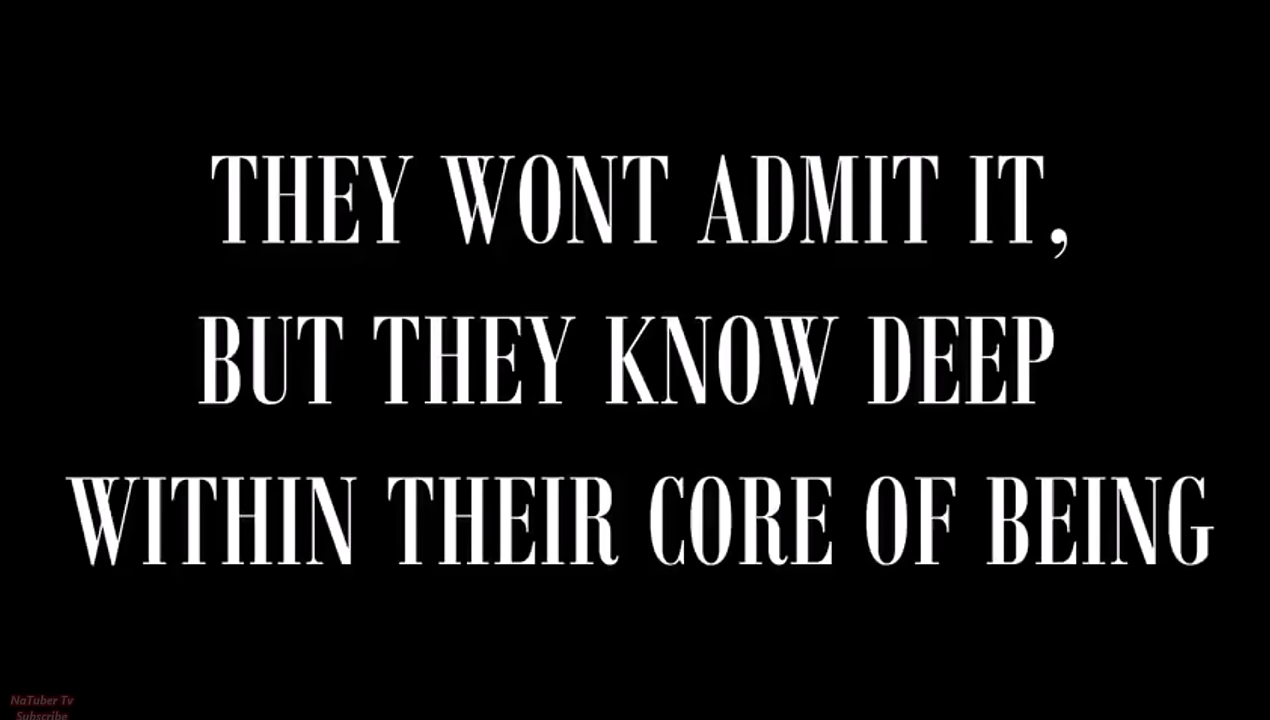 THEY WONT ADMIT IT,
BUT THEY KNOW DEEP
WITHIN THEIR CORE OF BEING
NaTuber Tv
Subscribe